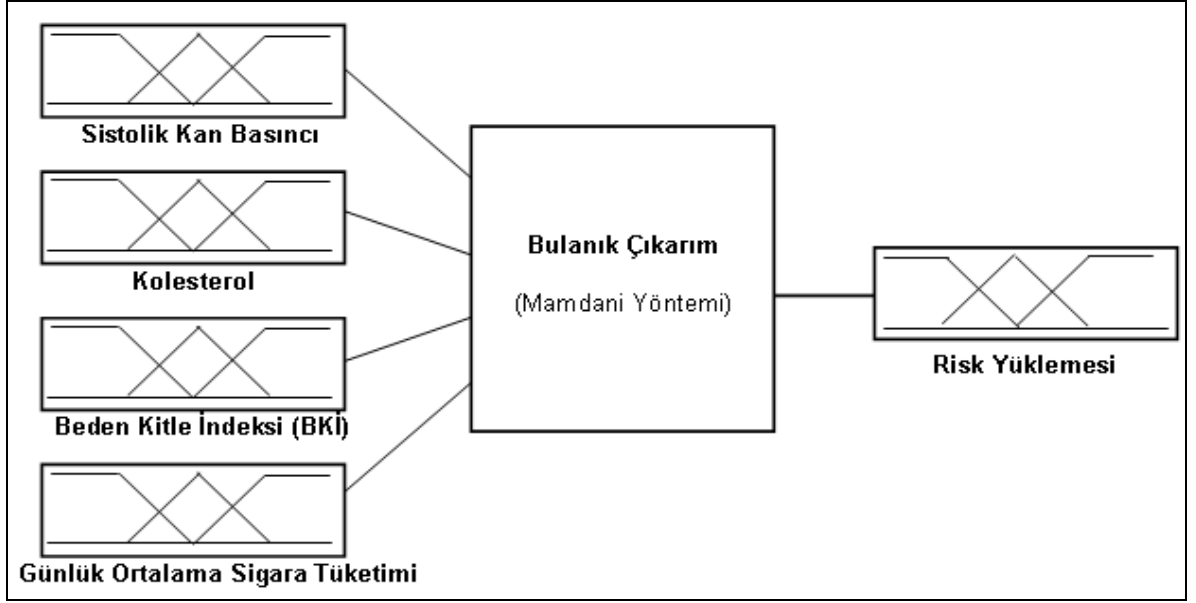 Sistolik Kan Basıncı
Kolesterol
Beden Kitle İndeksi (BKİ)
Günlük Ortalama Sigara Tüketimi
Bulanık Çıkarım
(Mamdani Yöntemi)
Risk Yüklemesi